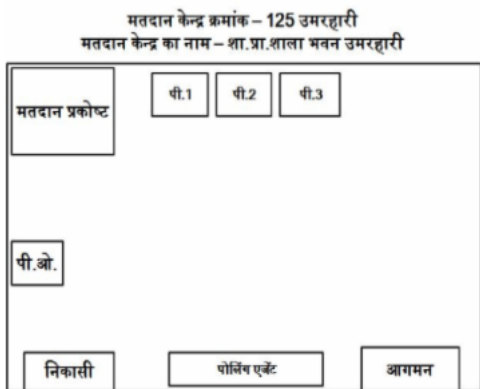 मतदान केन्द्र क्रमांक – 125 उमरहारी
मतदान केन्द्र का नाम – शा.प्रा.शाला भवन उमरहारी
मतदान प्रकोष्ट
पी.1
पी.2
पी.3
पी.ओ.
निकासी
पोलिंग एजेंट
आगमन